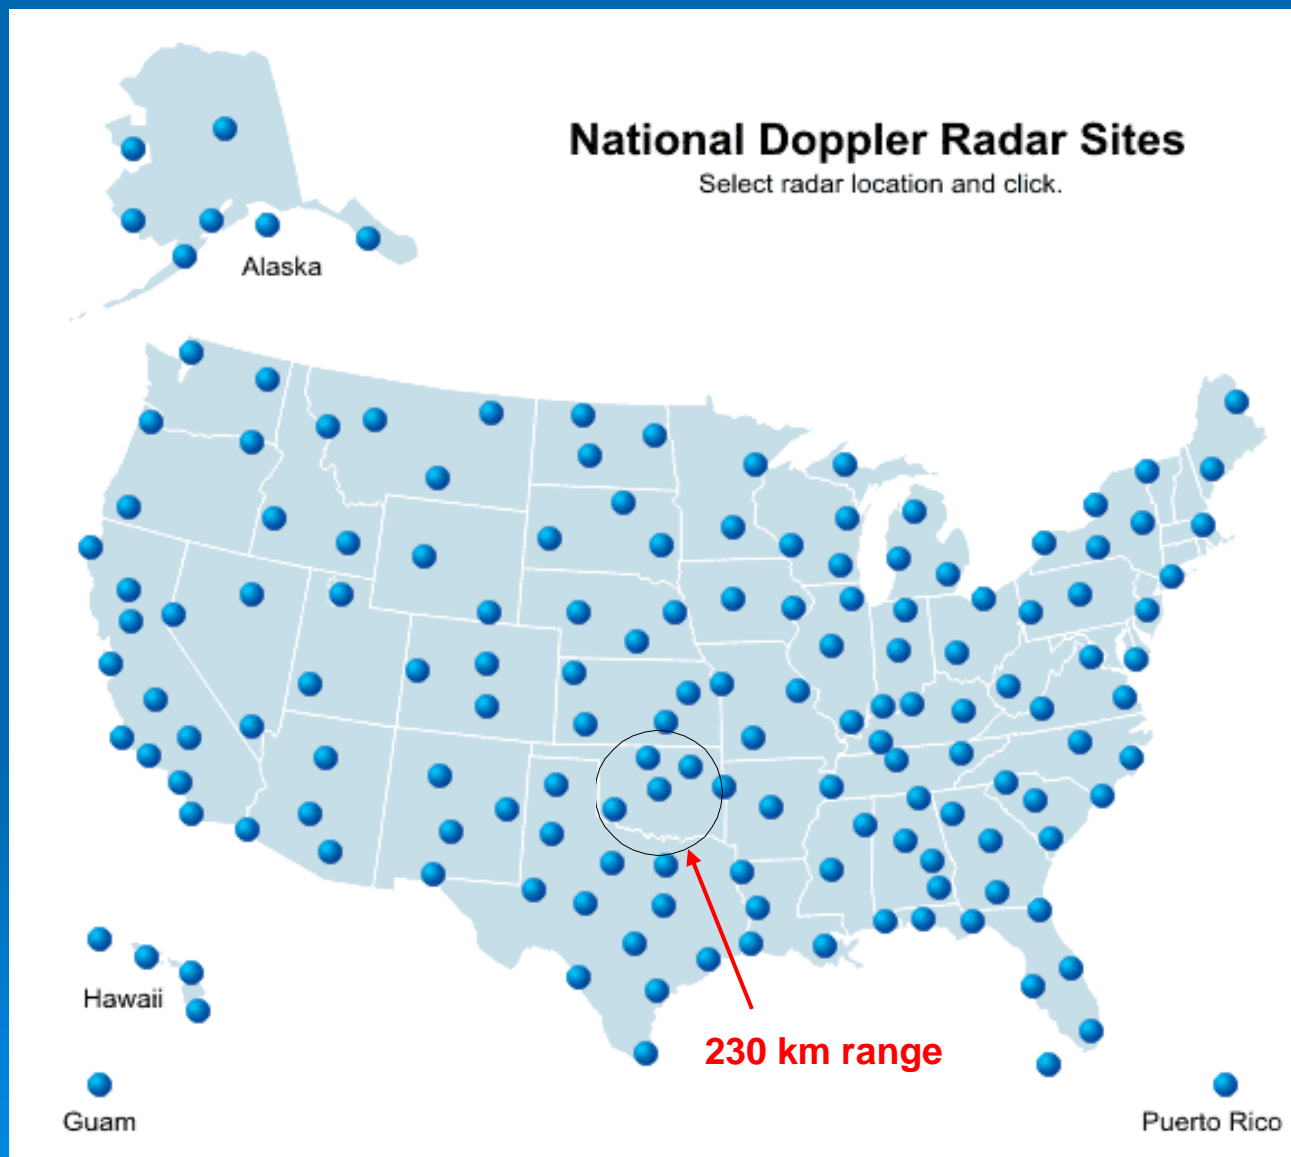 National Doppler Radar Sites
Select radar location and click.
Alaska
Hawaii
230 km range
Guam
Puerto Rico